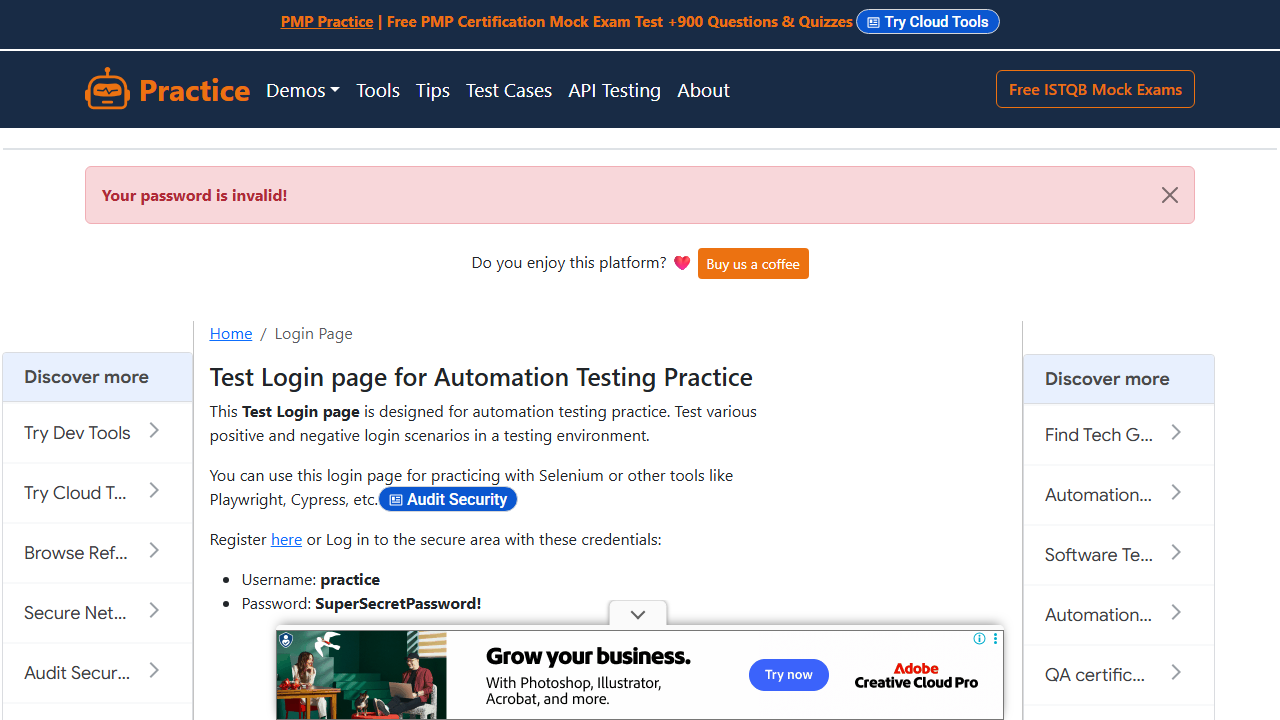 PMP Practice | Free PMP Certification Mock Exam Test +900 Questions & Quizzes Try Cloud Tools
Practice Demos Tools Tips Test Cases API Testing About Free ISTQB Mock Exams
Your password is invalid!
Do you enjoy this platform? Buy us a coffee
Home / Login Page
Test Login page for Automation Testing Practice
This Test Login page is designed for automation testing practice. Test various
positive and negative login scenarios in a testing environment.
You can use this login page for practicing with Selenium or other tools like
Playwright, Cypress, etc. Audit Security
Register here or Log in to the secure area with these credentials:
Username: practice
Password: SuperSecretPassword!
Discover more
Try Dev Tools
Try Cloud T...
Browse Ref...
Secure Net...
Audit Secur...
Discover more
Find Tech G...
Automation...
Software Te...
Automation...
QA certific...
Grow your business.
With Photoshop, Illustrator,
Acrobat, and more.
Try now
Adobe
Creative Cloud Pro